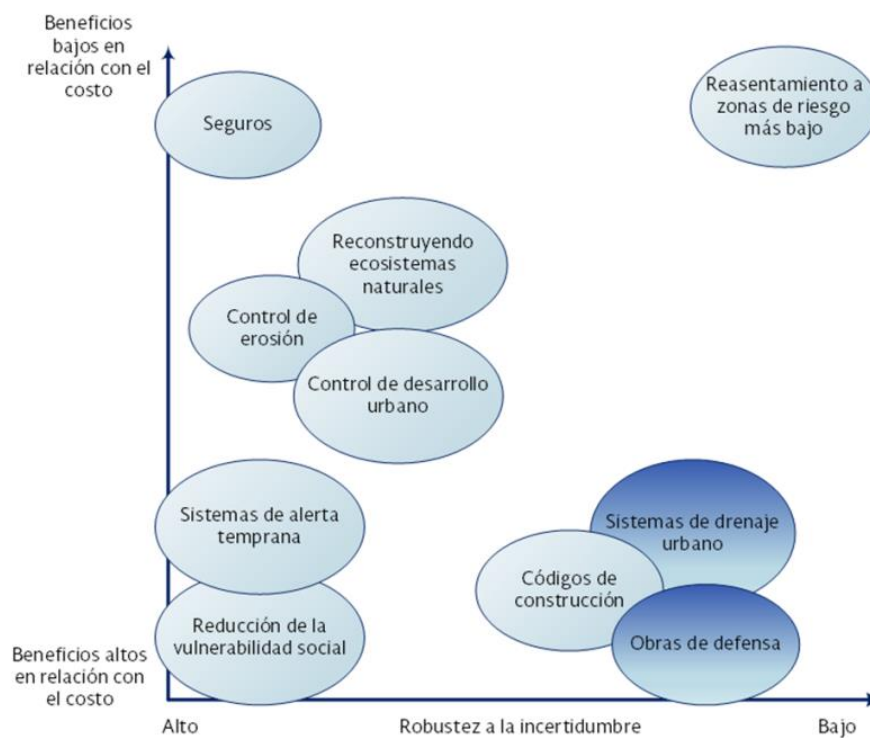 Beneficios
bajos en
relación con el
costo
Seguros
Reasentamiento a
zonas de riesgo
más bajo
Reconstruyendo
ecosistemas
naturales
Control de
erosión
Control de desarrollo
urbano
Sistemas de alerta
temprana
Sistemas de drenaje
urbano
Códigos de
construcción
Reducción de la
vulnerabilidad social
Obras de defensa
Beneficios altos
en relación con
el costo
Alto
Robustez a la incertidumbre
Bajo